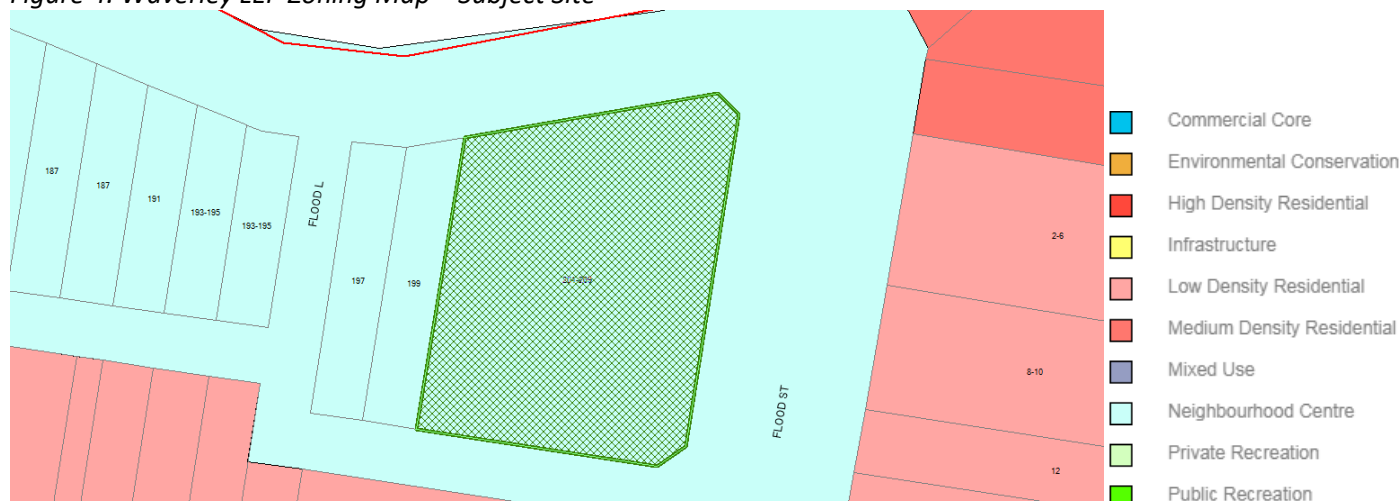 Figure 4: Waverley LEP Zoning Map – Subject Site
187
187
191
193-195
193-195
FLOOD L
197
199
FLOOD ST
2-6
8-10
12
Commercial Core
Environmental Conservation
High Density Residential
Infrastructure
Low Density Residential
Medium Density Residential
Mixed Use
Neighbourhood Centre
Private Recreation
Public Recreation